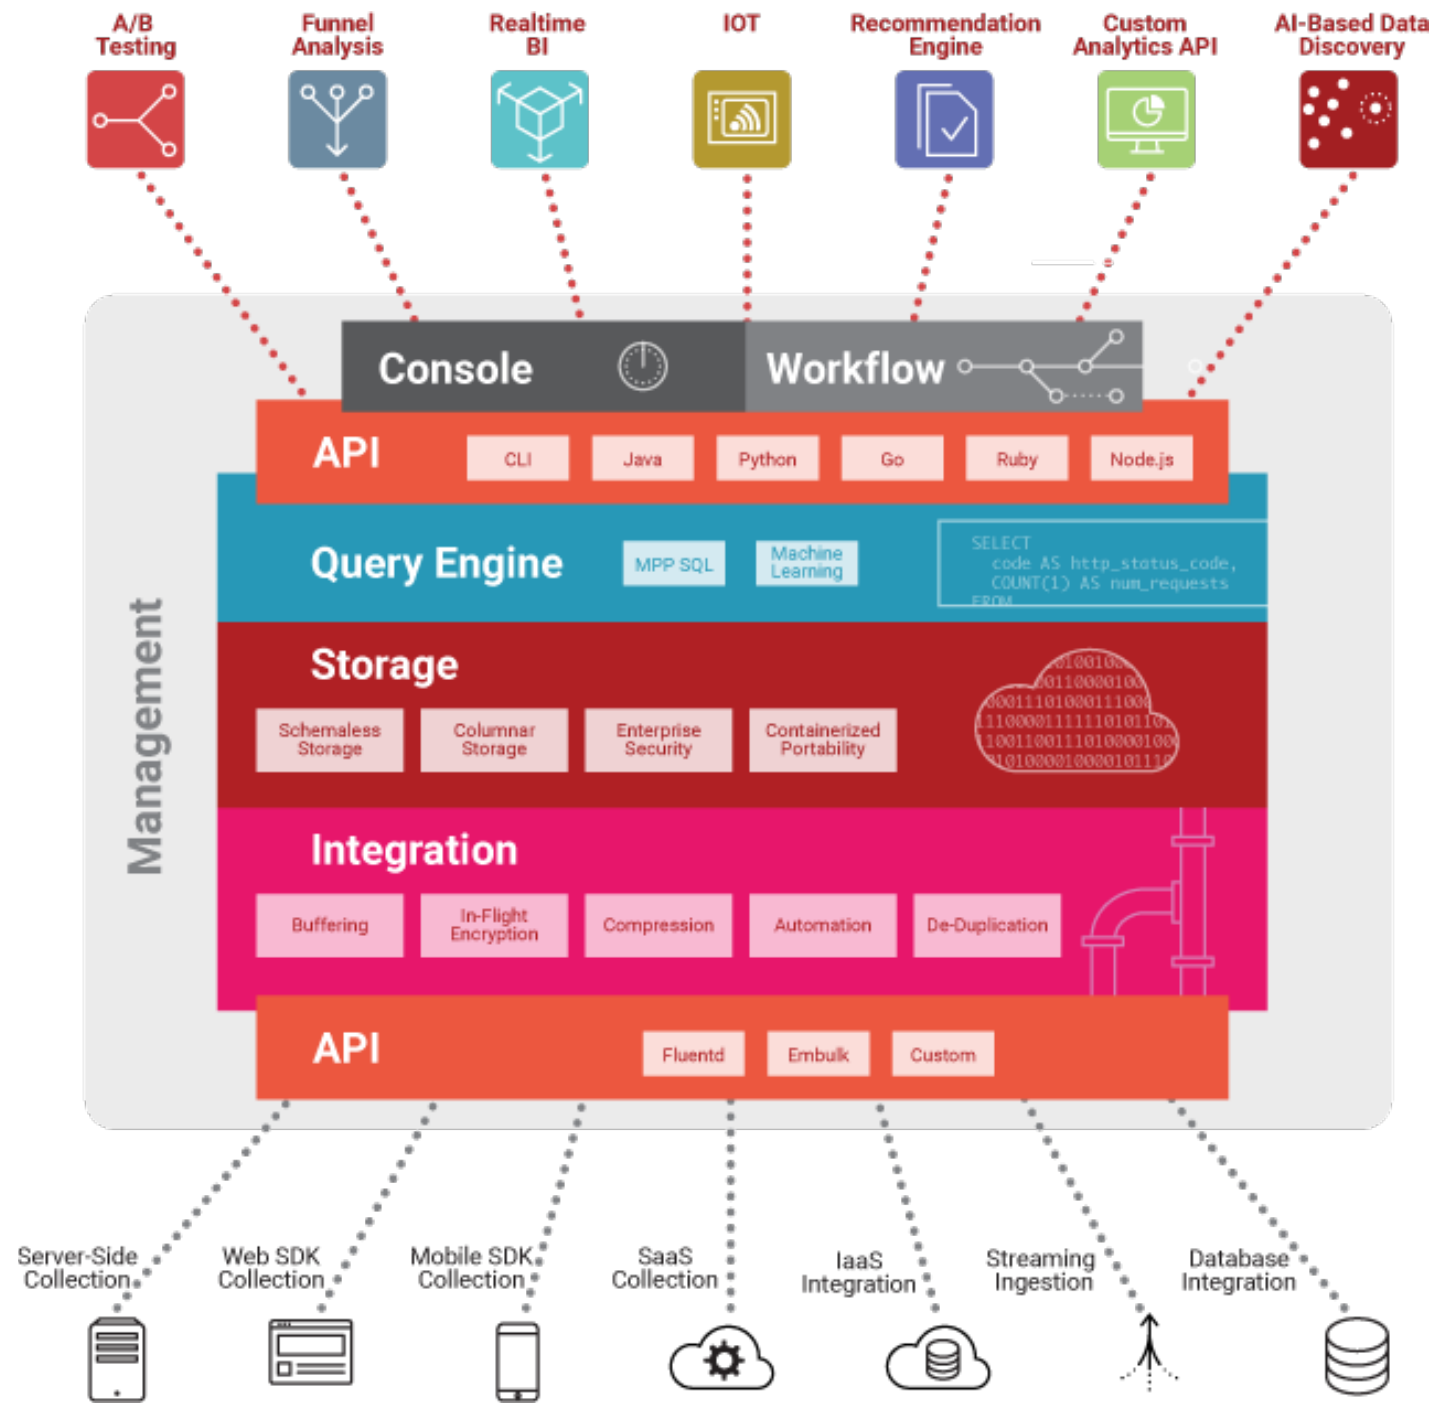 A/B
Testing
Funnel
Analysis
Realtime
BI
IOT
Recommendation
Engine
Custom
Analytics API
AI-Based Data
Discovery
Console
Workflow
API
CLI
Java
Python
Go
Ruby
Node.js
Query Engine
MPP SQL
Machine
Learning
SELECT
code AS http_status_code,
COUNT(1) AS num_requests
FROM
Management
Storage
Schemaless
Storage
Columnar
Storage
Enterprise
Security
Containerized
Portability
Integration
Buffering
In-Flight
Encryption
Compression
Automation
De-Duplication
API
Fluentd
Embulk
Custom
Server-Side
Collection
Web SDK
Collection
Mobile SDK
Collection
SaaS
Collection
IaaS
Integration
Streaming
Ingestion
Database
Integration